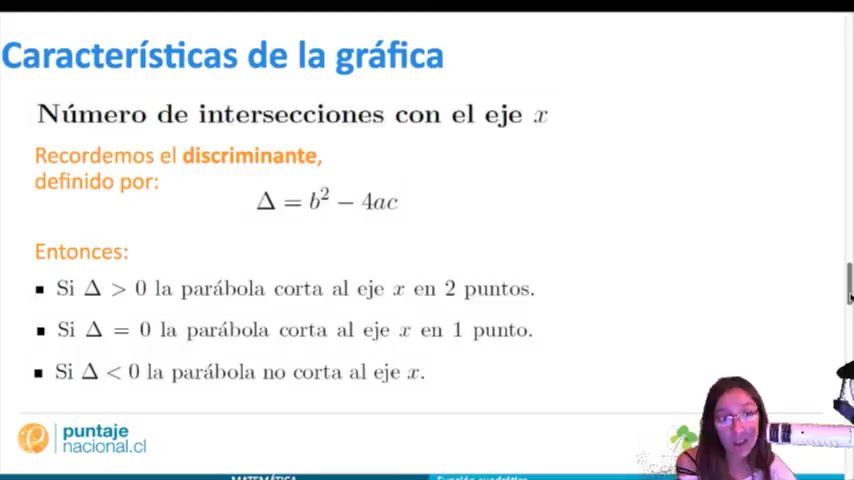 Características de la gráfica
Número de intersecciones con el eje x
Recordemos el discriminante,
definido por:
Δ = b² − 4ac
Entonces:
▪ Si Δ > 0 la parábola corta al eje x en 2 puntos.
▪ Si Δ = 0 la parábola corta al eje x en 1 punto.
▪ Si Δ < 0 la parábola no corta al eje x.
puntaje
nacional.cl
MATEMÁTICA Función cuadrática